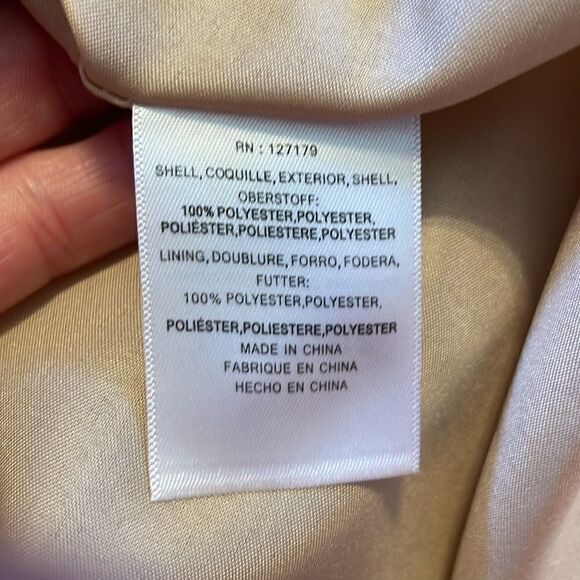 RN : 127179
SHELL,COQUILLE,EXTERIOR,SHELL,
OBERSTOFF:
100% POLYESTER,POLYESTER,
POLIÉSTER,POLIESTERE,POLYESTER
LINING,DOUBLURE,FORRO,FODERA,
FUTTER:
100% POLYESTER,POLYESTER,
POLIÉSTER,POLIESTERE,POLYESTER
MADE IN CHINA
FABRIQUE EN CHINA
HECHO EN CHINA